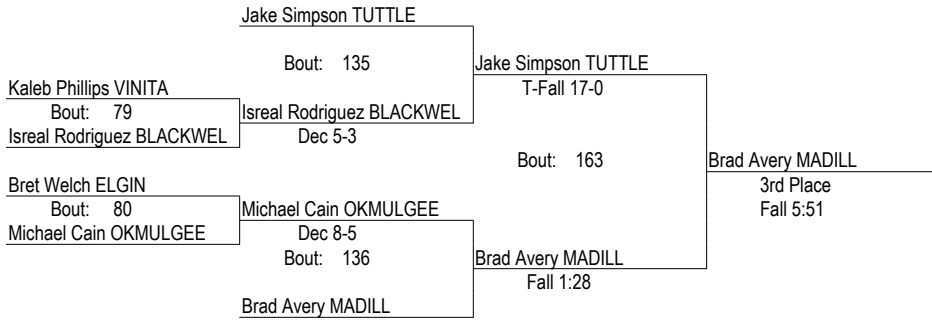 Jake Simpson TUTTLE
Bout: 135
Jake Simpson TUTTLE
Kaleb Phillips VINITA
T-Fall 17-0
Bout: 79
Isreal Rodriguez BLACKWEL
Isreal Rodriguez BLACKWEL
Dec 5-3
Bout: 163
Brad Avery MADILL
Bret Welch ELGIN
3rd Place
Bout: 80
Michael Cain OKMULGEE
Fall 5:51
Michael Cain OKMULGEE
Dec 8-5
Bout: 136
Brad Avery MADILL
Fall 1:28
Brad Avery MADILL